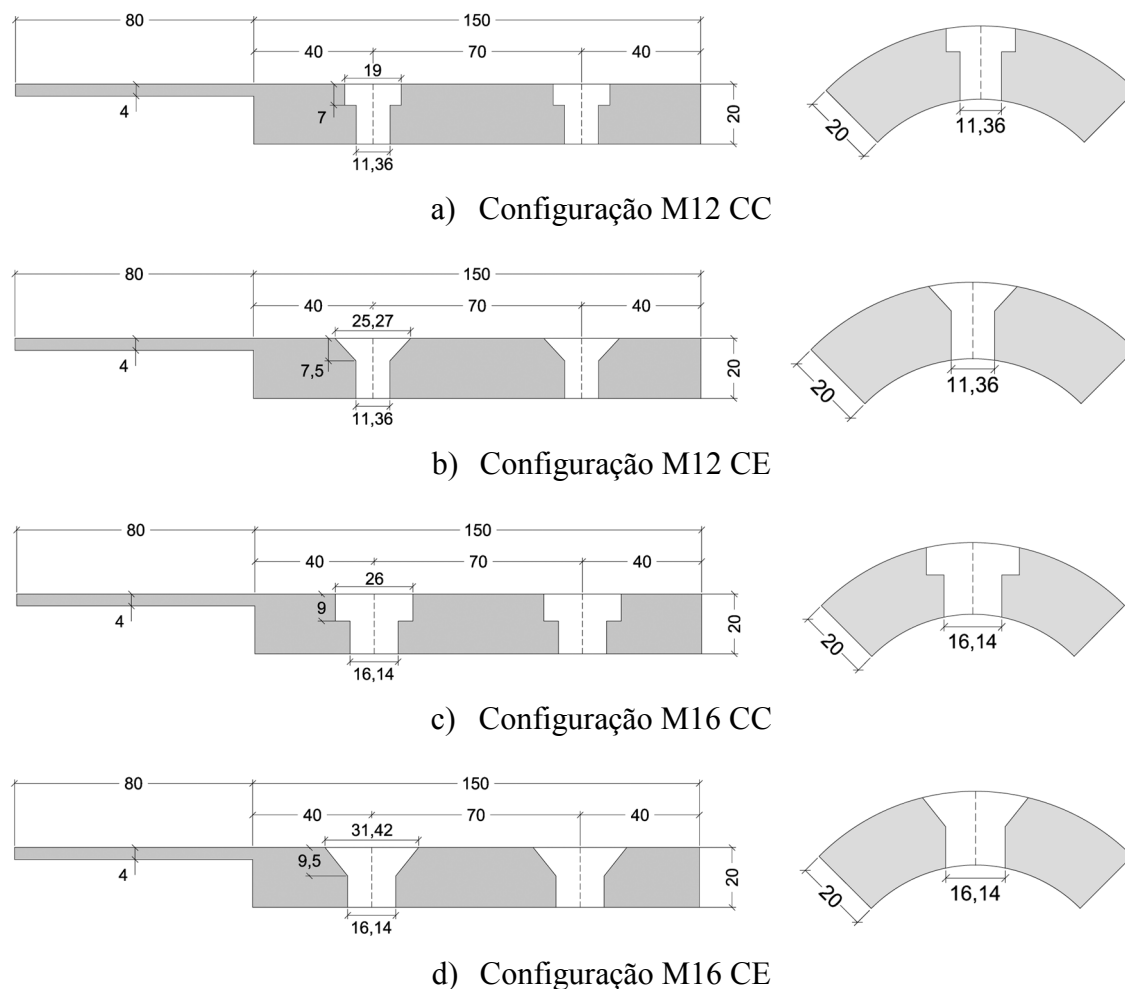 80 150
40 70 40
19
4 7 20
11,36
20 11,36
a) Configuração M12 CC
80 150
40 70 40
25,27
4 7,5 20
11,36
20 11,36
b) Configuração M12 CE
80 150
40 70 40
26
4 9 20
16,14
20 16,14
c) Configuração M16 CC
80 150
40 70 40
31,42
4 9,5 20
16,14
20 16,14
d) Configuração M16 CE